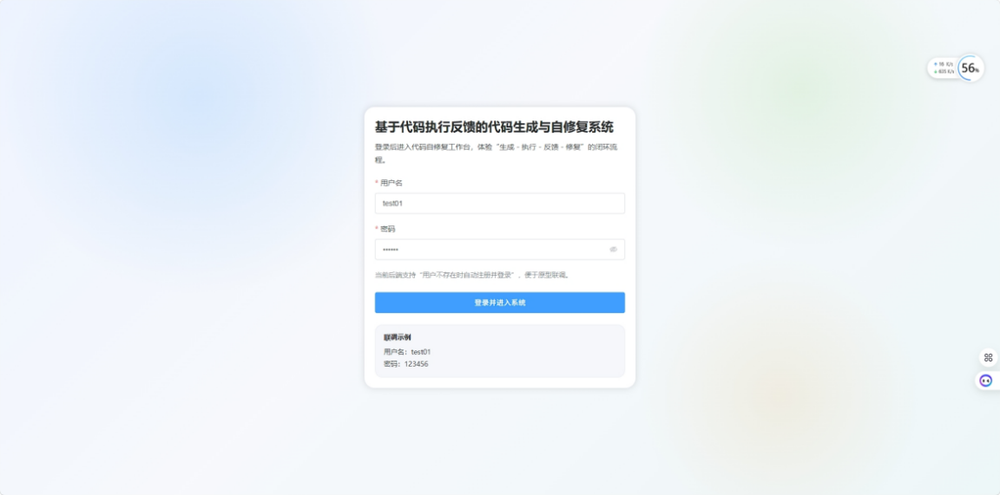 基于代码执行反馈的代码生成与自修复系统
登录后进入代码自修复工作台，体验“生成 - 执行 - 反馈 - 修复”的闭环流
程。
* 用户名
test01
* 密码
••••••
当前后端支持“用户不存在时自动注册并登录”，便于原型联调。
登录并进入系统
联调示例
用户名：test01
密码：123456
56%